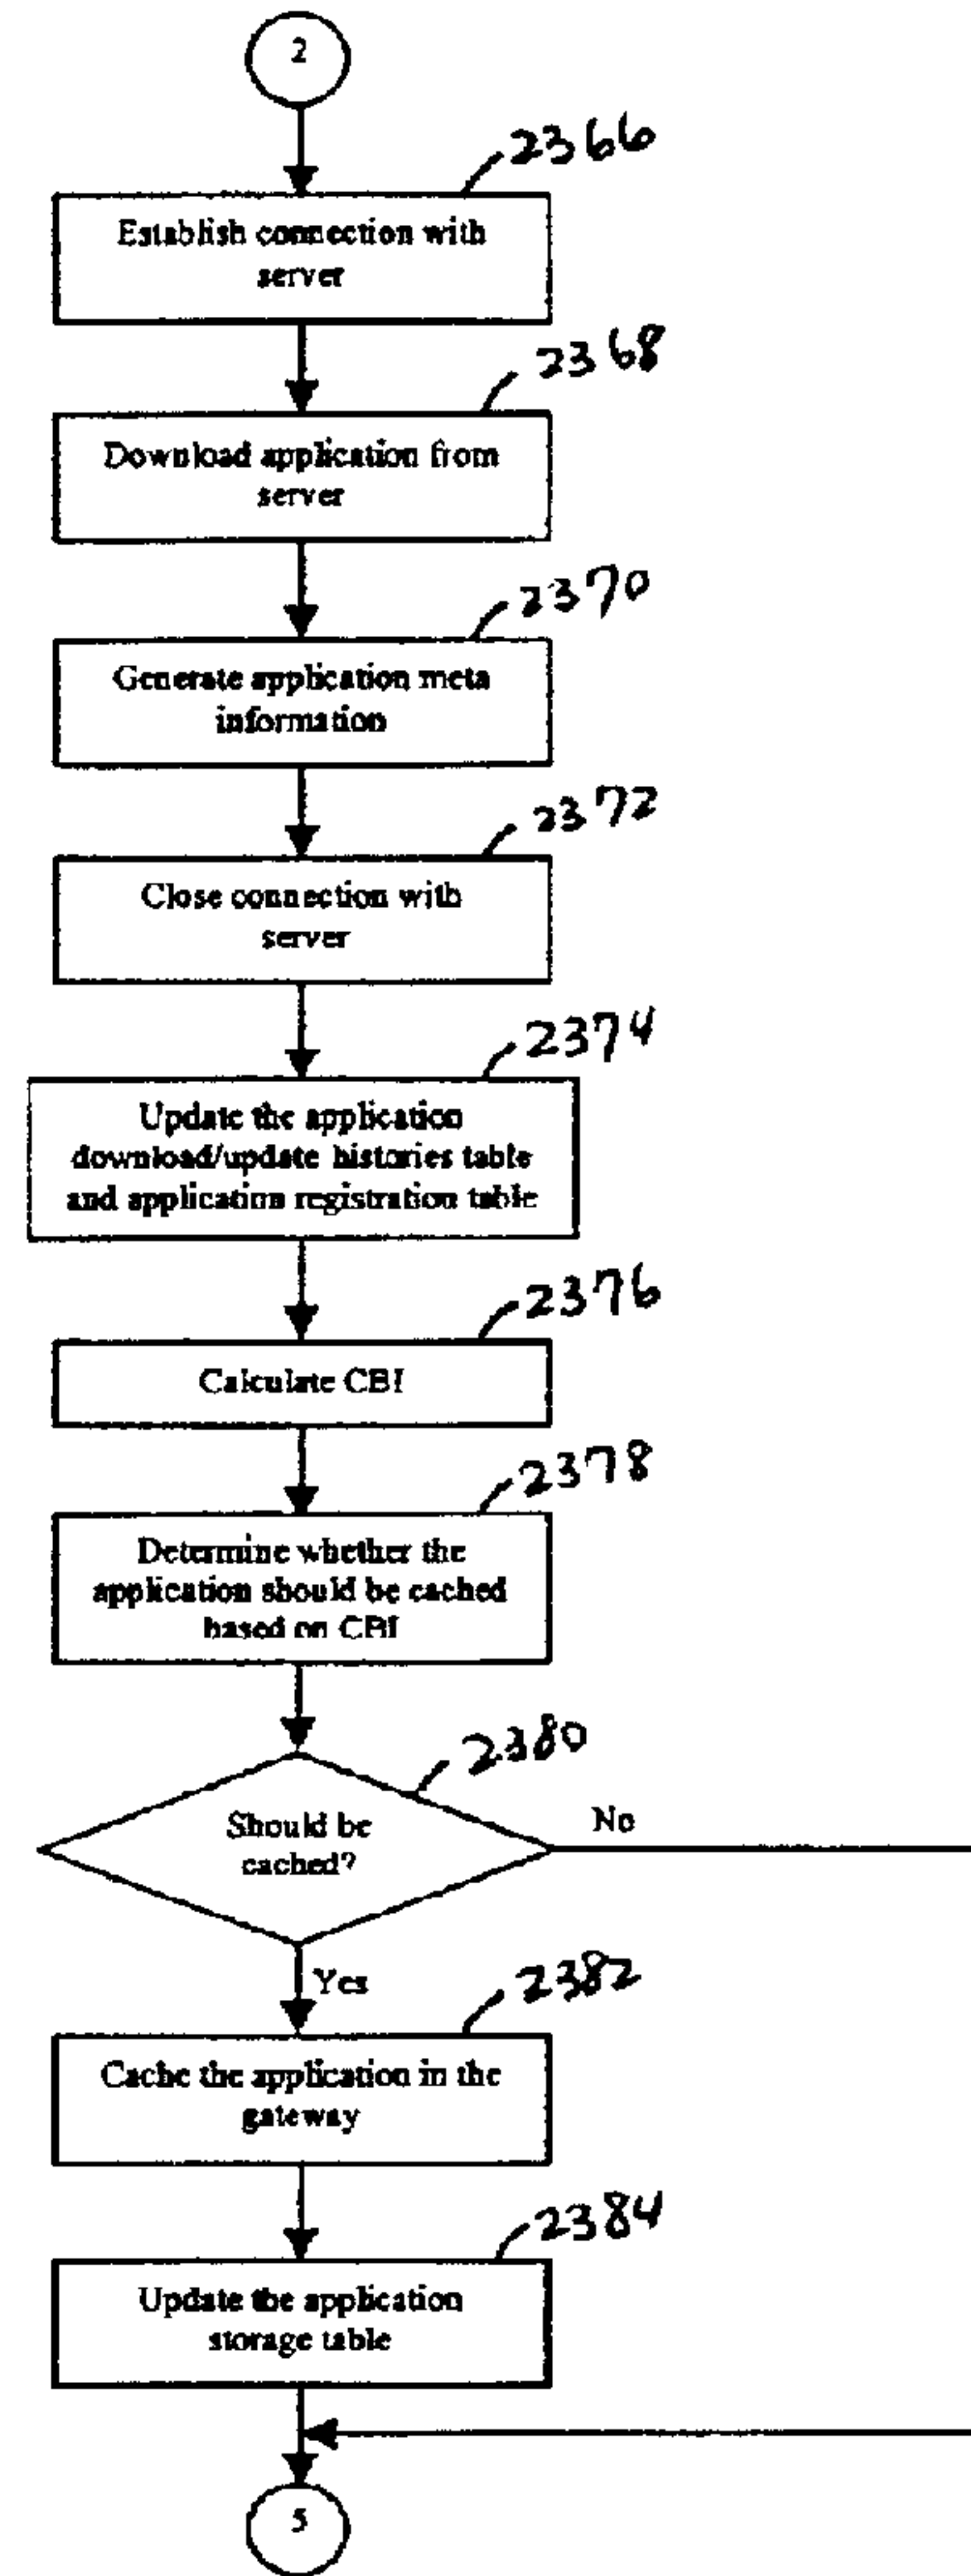 2
2366
Establish connection with
server
2368
Download application from
server
2370
Generate application meta
information
2372
Close connection with
server
2374
Update the application
download/update histories table
and application registration table
2376
Calculate CBI
2378
Determine whether the
application should be cached
based on CBI
2380
Should be
cached?
No
Yes
2382
Cache the application in the
gateway
2384
Update the application
storage table
5